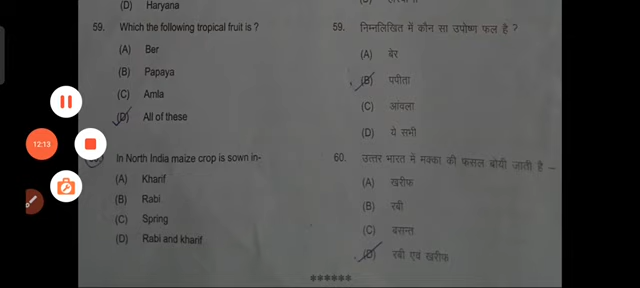 (D) Haryana
59. Which the following tropical fruit is ?
(A) Ber
(B) Papaya
(C) Amla
(D) All of these
In North India maize crop is sown in-
(A) Kharif
(B) Rabi
(C) Spring
(D) Rabi and kharif
59. निम्नलिखित में कौन सा उपोष्ण फल है ?
(A) बेर
(B) पपीता
(C) आंवला
(D) ये सभी
60. उत्तर भारत में मक्का की फसल बोयी जाती है –
(A) खरीफ
(B) रबी
(C) बसन्त
(D) रबी एवं खरीफ
******
12:13